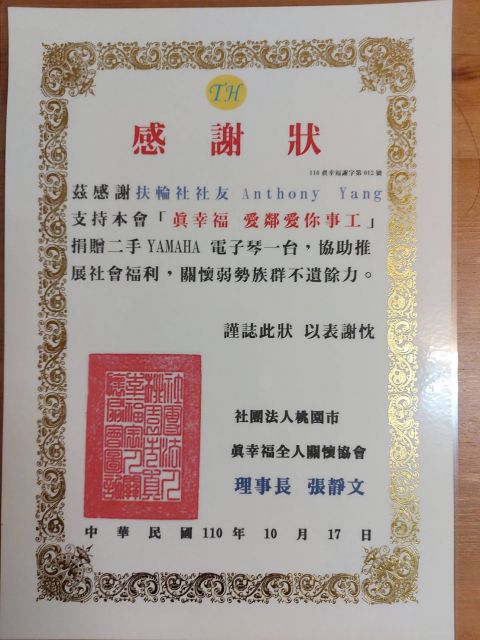 TH
感謝狀
110 真幸福謝字第 012 號
茲感謝扶輪社社友 Anthony Yang
支持本會「真幸福 愛鄰愛你事工」
捐贈二手 YAMAHA 電子琴一台，協助推
展社會福利，關懷弱勢族群不遺餘力。
謹誌此狀 以表謝忱
社團法人桃園市
真幸福全人關懷協會
理事長 張靜文
中華民國 110 年 10 月 17 日